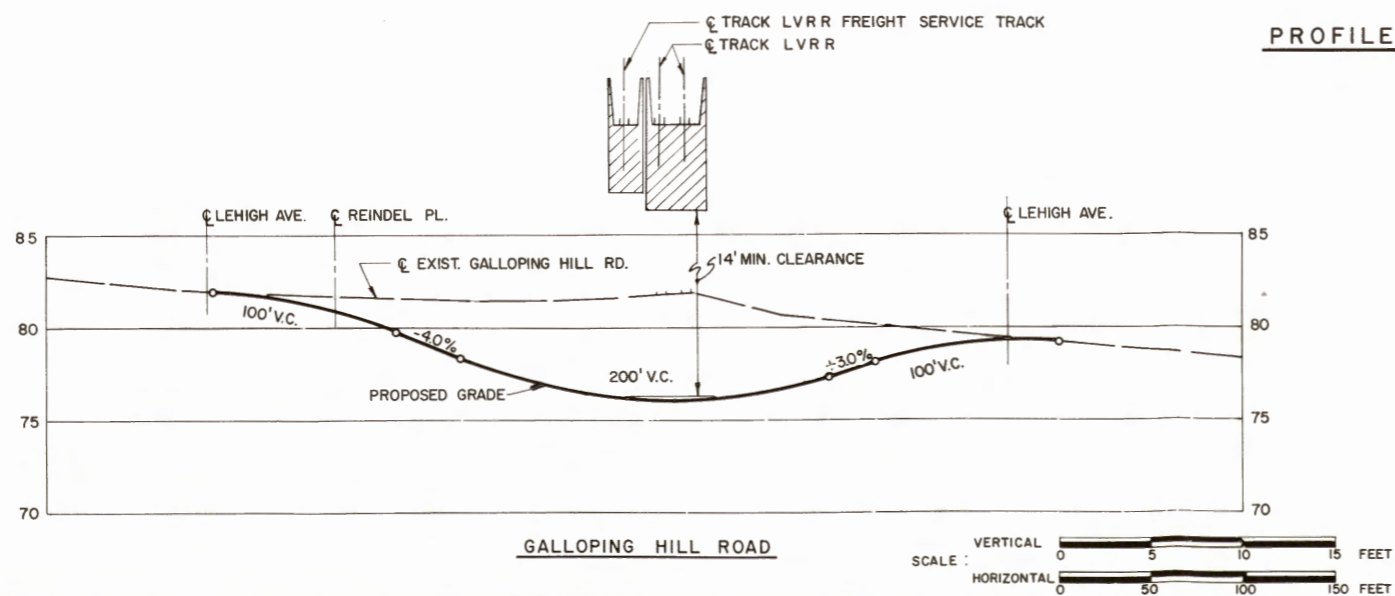 ℄ TRACK LVRR FREIGHT SERVICE TRACK
℄ TRACK LVRR
PROFILE
℄ LEHIGH AVE.
℄ REINDEL PL.
℄ LEHIGH AVE.
85
85
℄ EXIST. GALLOPING HILL RD.
14' MIN. CLEARANCE
100' V.C.
80
80
-4.0%
+3.0%
100' V.C.
200' V.C.
PROPOSED GRADE
75
75
70
70
GALLOPING HILL ROAD
SCALE :
VERTICAL
0 5 10 15 FEET
HORIZONTAL
0 50 100 150 FEET